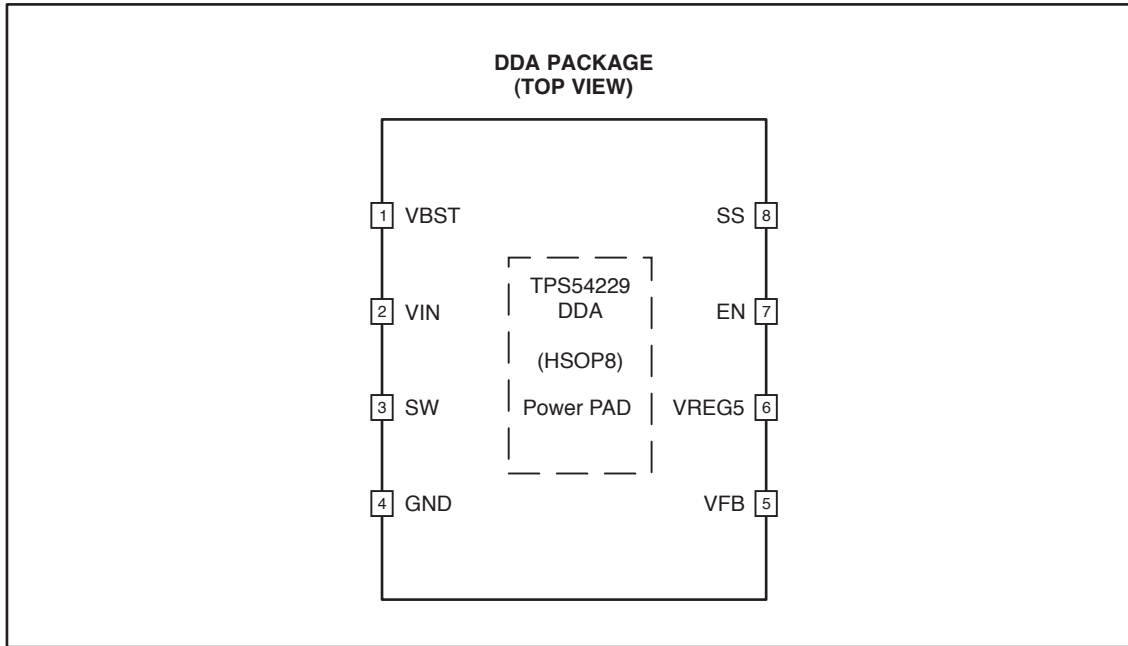 DDA PACKAGE
(TOP VIEW)
1 VBST
SS 8
TPS54229
DDA
2 VIN
EN 7
(HSOP8)
3 SW
Power PAD
VREG5 6
4 GND
VFB 5